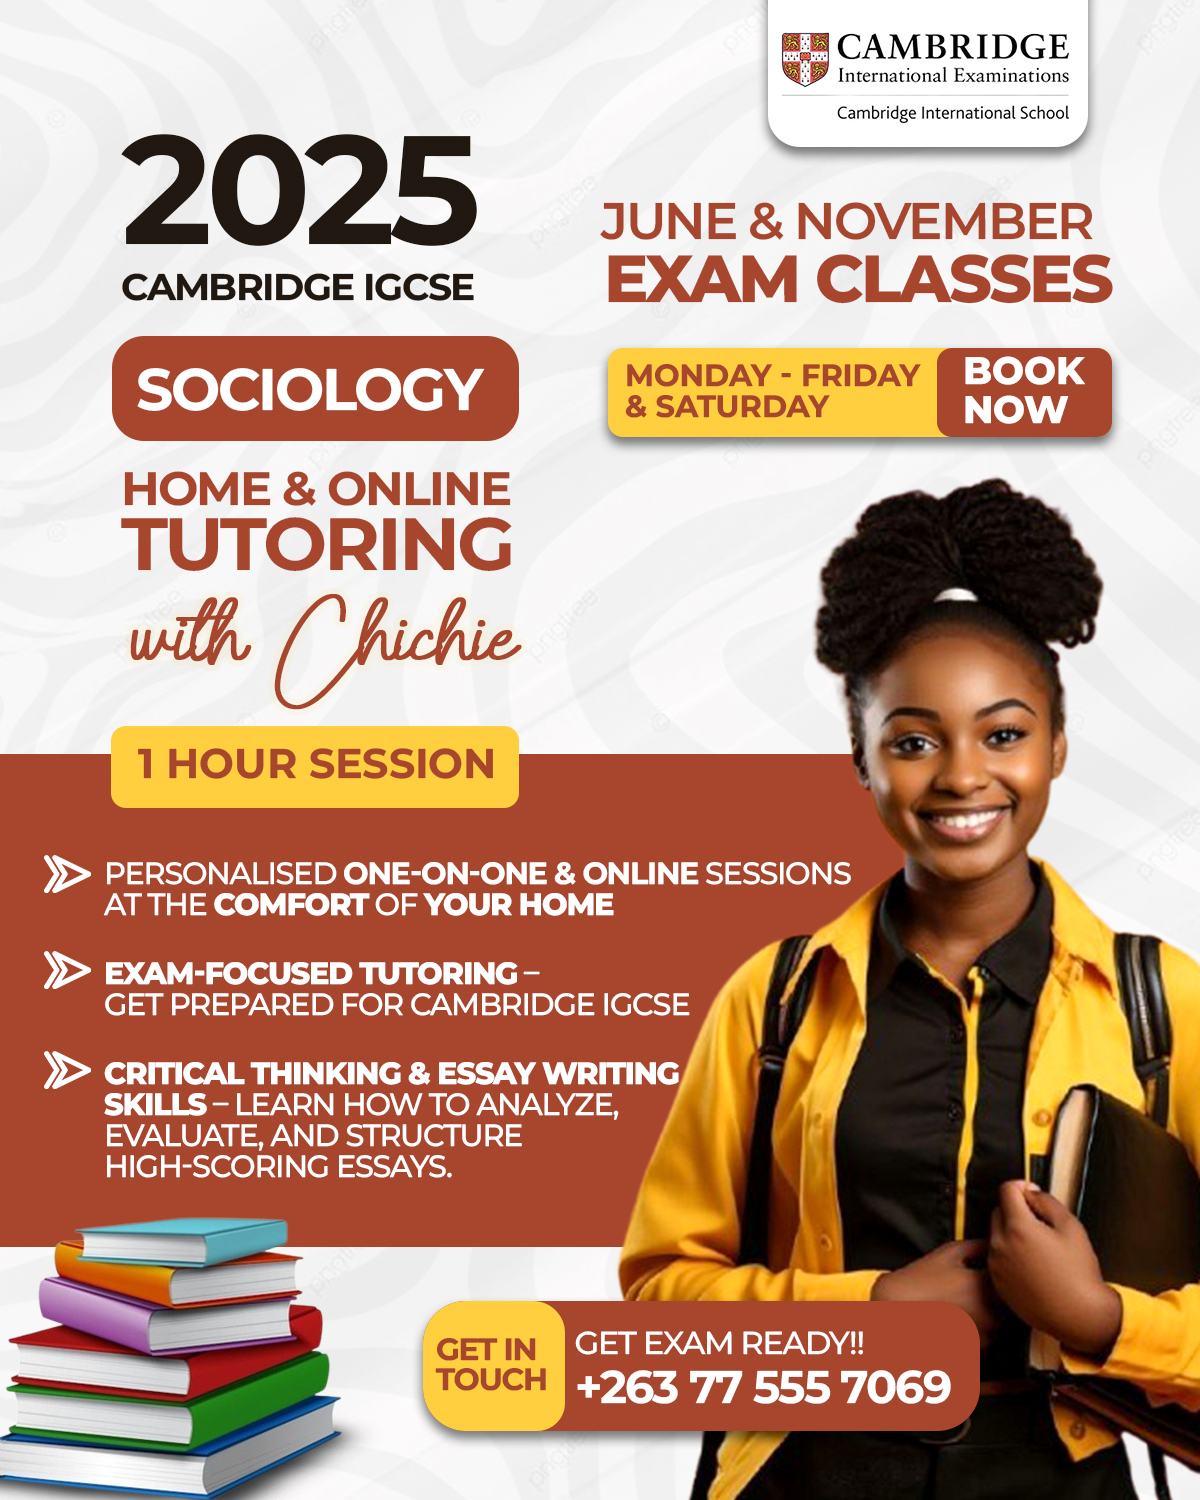 CAMBRIDGE
International Examinations
Cambridge International School
2025
CAMBRIDGE IGCSE
JUNE & NOVEMBER
EXAM CLASSES
SOCIOLOGY
MONDAY - FRIDAY
& SATURDAY
BOOK
NOW
HOME & ONLINE
TUTORING
with Chichie
1 HOUR SESSION
PERSONALISED ONE-ON-ONE & ONLINE SESSIONS
AT THE COMFORT OF YOUR HOME
EXAM-FOCUSED TUTORING –
GET PREPARED FOR CAMBRIDGE IGCSE
CRITICAL THINKING & ESSAY WRITING
SKILLS – LEARN HOW TO ANALYZE,
EVALUATE, AND STRUCTURE
HIGH-SCORING ESSAYS.
GET IN
TOUCH
GET EXAM READY!!
+263 77 555 7069